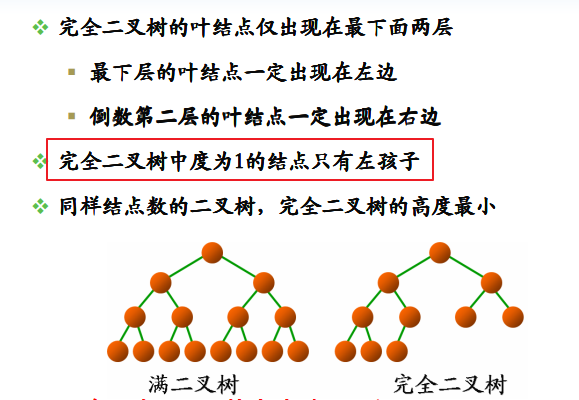 完全二叉树的叶结点仅出现在最下面两层
最下层的叶结点一定出现在左边
倒数第二层的叶结点一定出现在右边
完全二叉树中度为1的结点只有左孩子
同样结点数的二叉树，完全二叉树的高度最小
满二叉树
完全二叉树